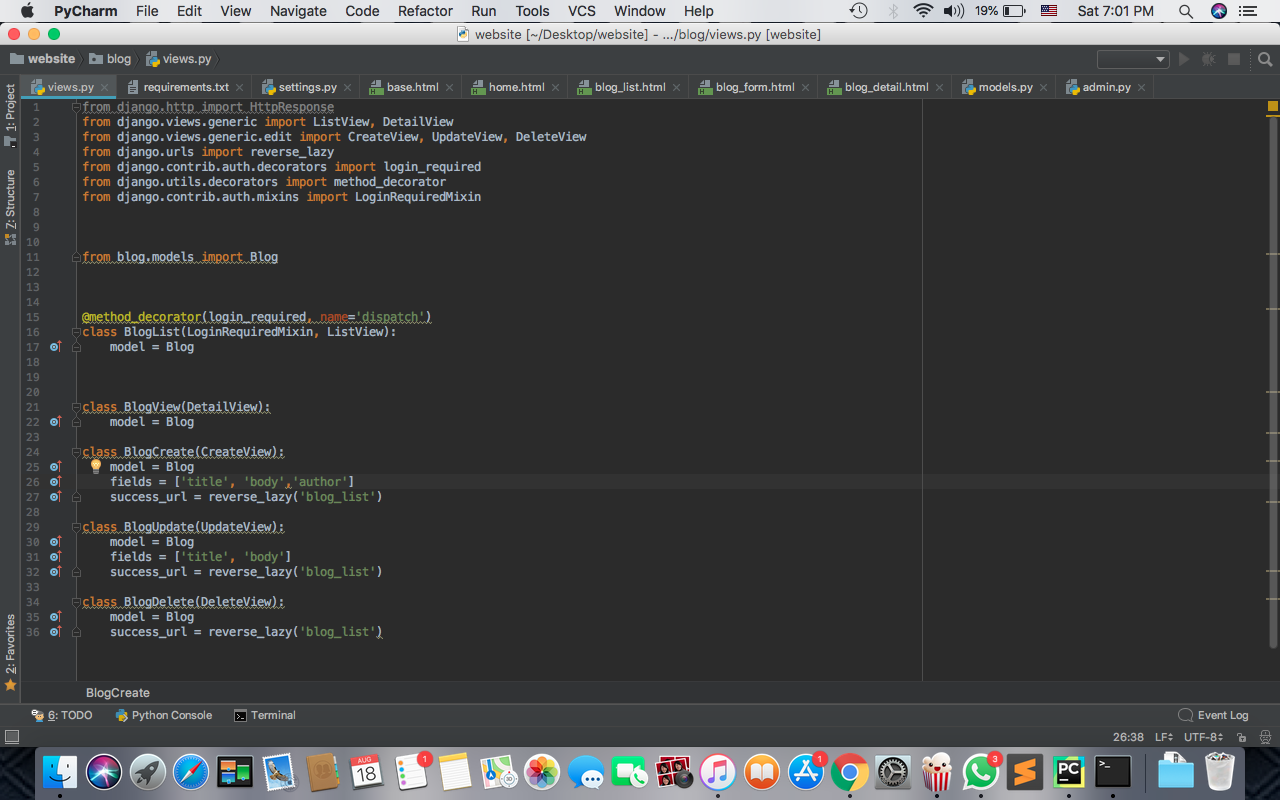 PyCharm File Edit View Navigate Code Refactor Run Tools VCS Window Help 19% Sat 7:01 PM
website [~/Desktop/website] - .../blog/views.py [website]
website blog views.py
views.py requirements.txt settings.py base.html home.html blog_list.html blog_form.html blog_detail.html models.py admin.py
1: Project
7: Structure
2: Favorites
1 from django.http import HttpResponse
2 from django.views.generic import ListView, DetailView
3 from django.views.generic.edit import CreateView, UpdateView, DeleteView
4 from django.urls import reverse_lazy
5 from django.contrib.auth.decorators import login_required
6 from django.utils.decorators import method_decorator
7 from django.contrib.auth.mixins import LoginRequiredMixin
8
9
10
11 from blog.models import Blog
12
13
14
15 @method_decorator(login_required, name='dispatch')
16 class BlogList(LoginRequiredMixin, ListView):
17 model = Blog
18
19
20
21 class BlogView(DetailView):
22 model = Blog
23
24 class BlogCreate(CreateView):
25 model = Blog
26 fields = ['title', 'body','author']
27 success_url = reverse_lazy('blog_list')
28
29 class BlogUpdate(UpdateView):
30 model = Blog
31 fields = ['title', 'body']
32 success_url = reverse_lazy('blog_list')
33
34 class BlogDelete(DeleteView):
35 model = Blog
36 success_url = reverse_lazy('blog_list')
BlogCreate
6: TODO Python Console Terminal Event Log
26:38 LF UTF-8
AUG
18
1
1
3
PC
>_